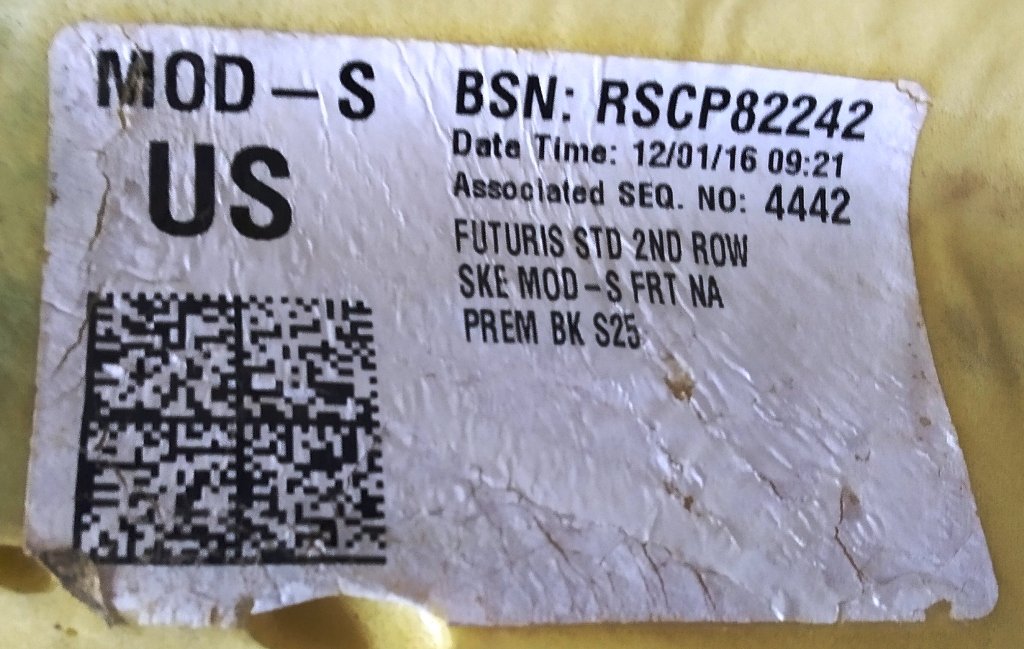 MOD-S
US
BSN: RSCP82242
Date Time: 12/01/16 09:21
Associated SEQ. NO: 4442
FUTURIS STD 2ND ROW
SKE MOD-S FRT NA
PREM BK S25